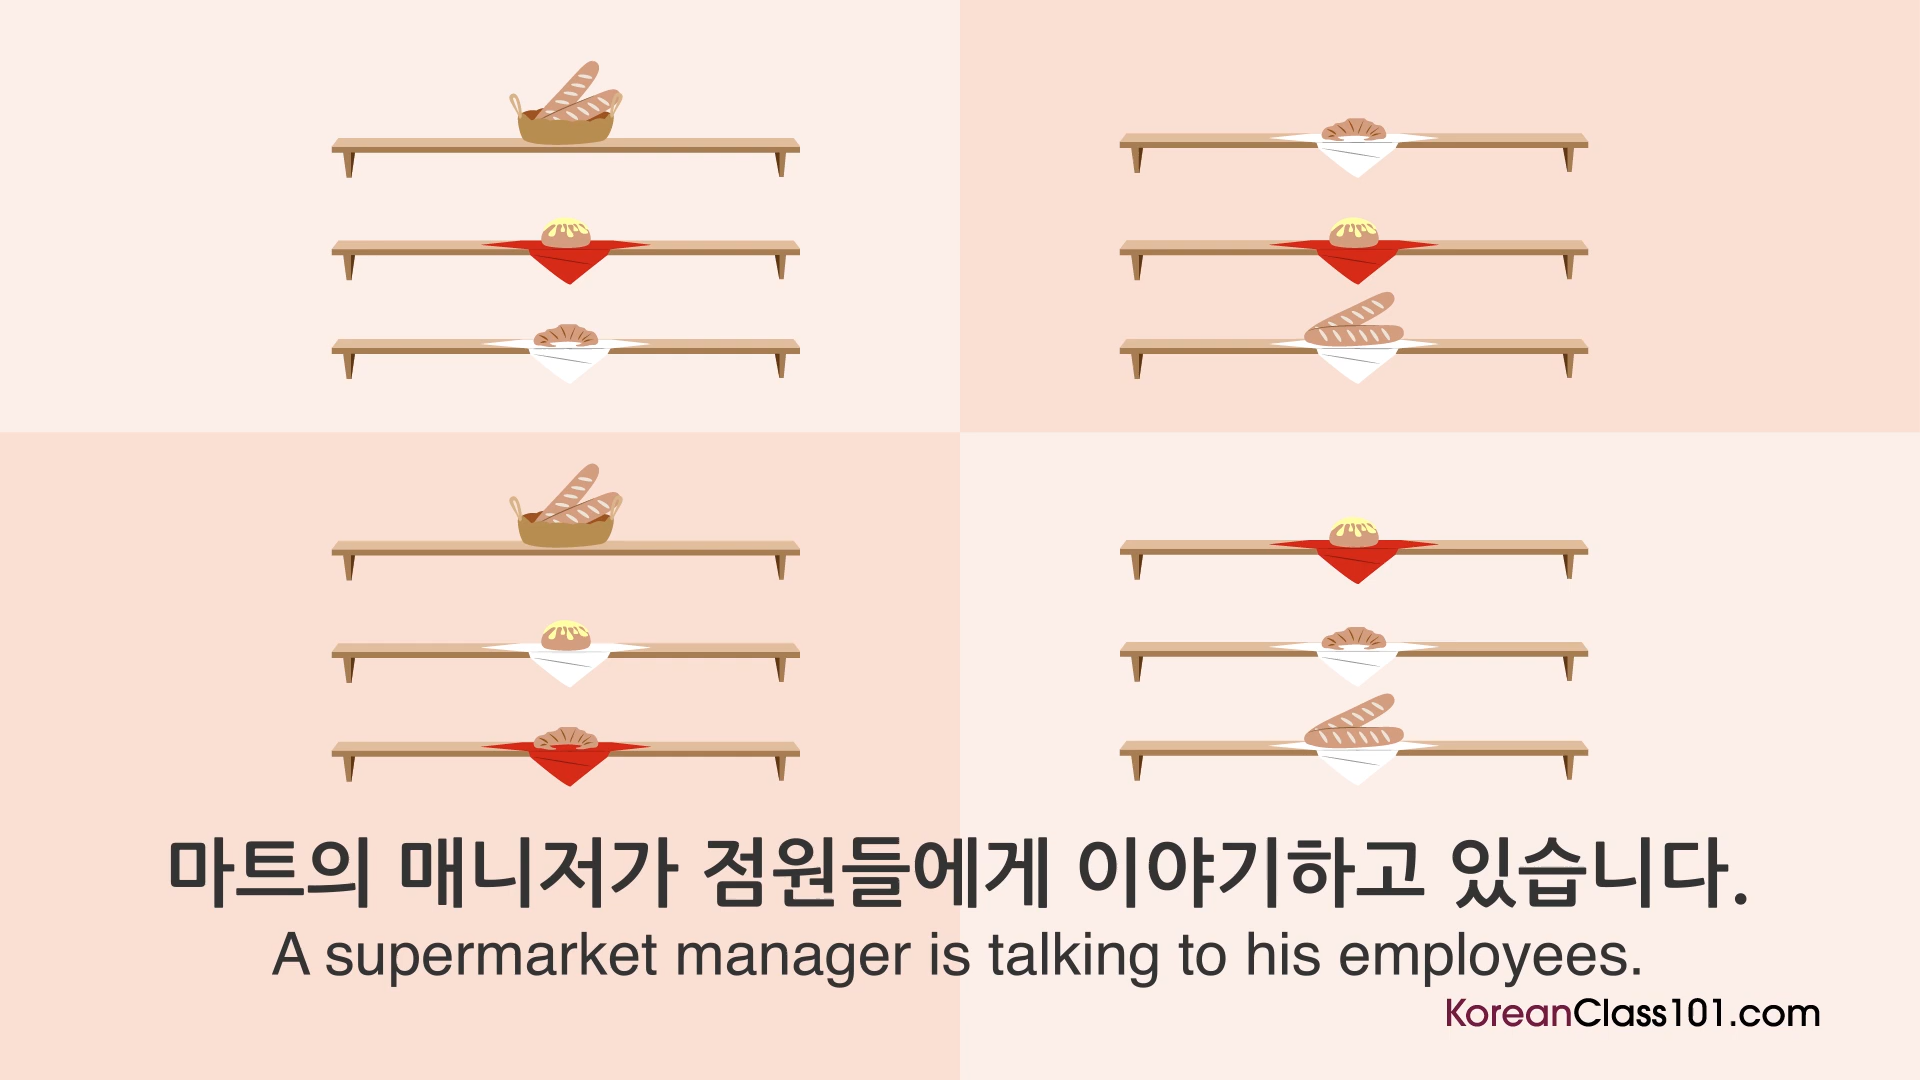 마트의 매니저가 점원들에게 이야기하고 있습니다.
A supermarket manager is talking to his employees.
KoreanClass101.com